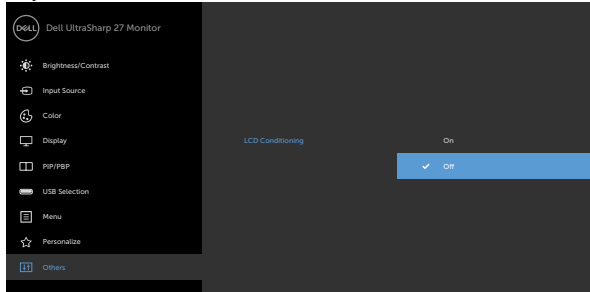 DELL
Dell UltraSharp 27 Monitor
Brightness/Contrast
Input Source
Color
Display
LCD Conditioning
On
PIP/PBP
Off
USB Selection
Menu
Personalize
Others